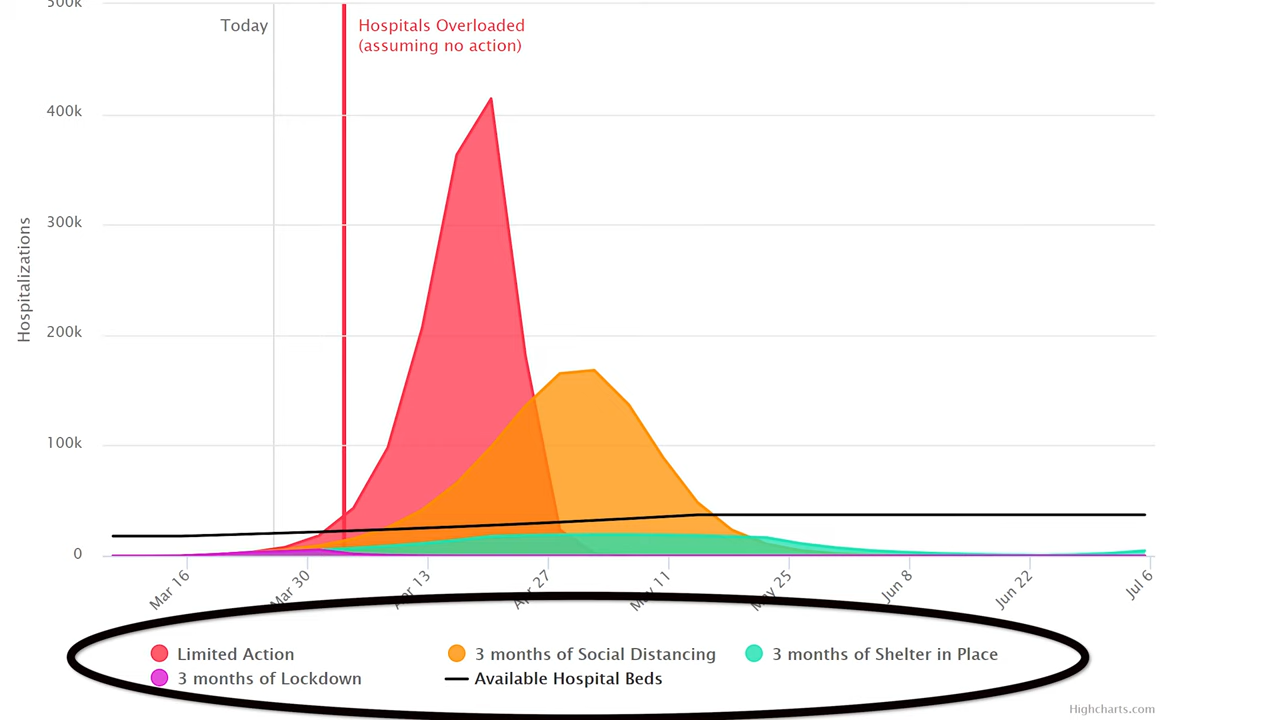 500k
Today
Hospitals Overloaded
(assuming no action)
400k
300k
Hospitalizations
200k
100k
0
Mar 16
Mar 30
Apr 13
Apr 27
May 11
May 25
Jun 8
Jun 22
Jul 6
Limited Action
3 months of Social Distancing
3 months of Shelter in Place
3 months of Lockdown
Available Hospital Beds
Highcharts.com